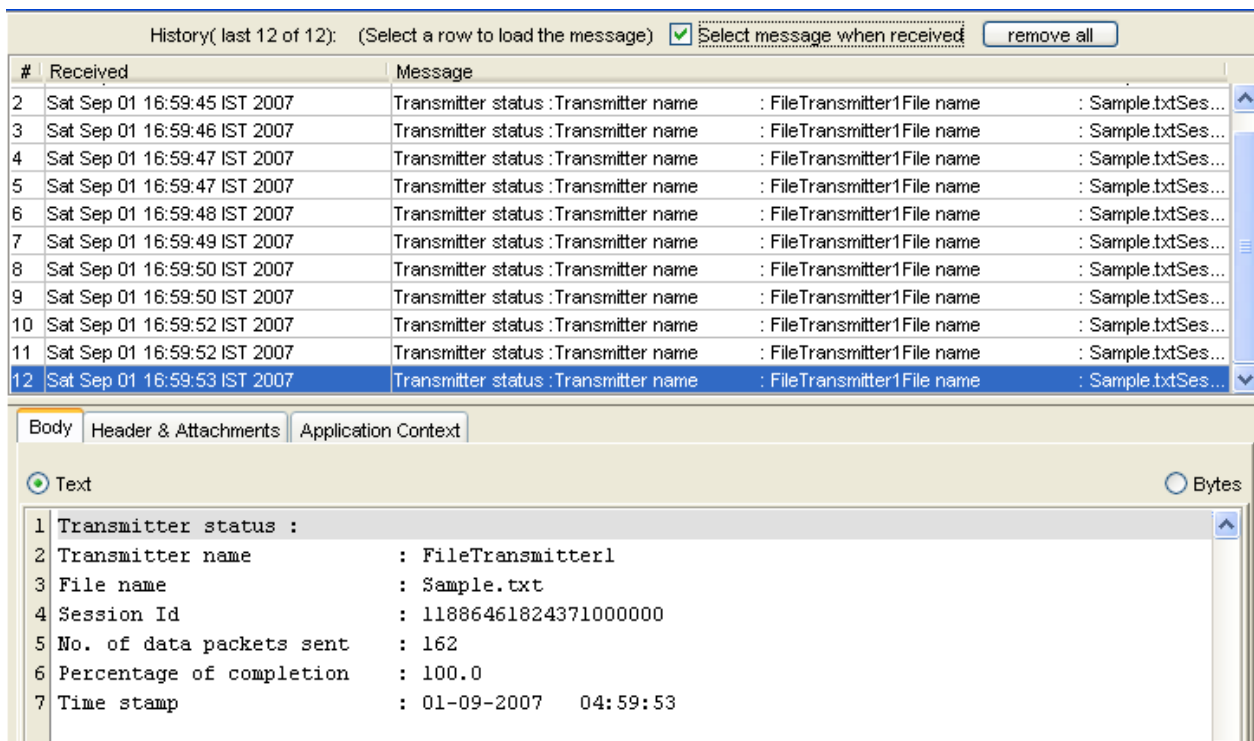 History( last 12 of 12): (Select a row to load the message) Select message when received remove all
# Received Message
2 Sat Sep 01 16:59:45 IST 2007 Transmitter status :Transmitter name : FileTransmitter1File name : Sample.txtSes...
3 Sat Sep 01 16:59:46 IST 2007 Transmitter status :Transmitter name : FileTransmitter1File name : Sample.txtSes...
4 Sat Sep 01 16:59:47 IST 2007 Transmitter status :Transmitter name : FileTransmitter1File name : Sample.txtSes...
5 Sat Sep 01 16:59:47 IST 2007 Transmitter status :Transmitter name : FileTransmitter1File name : Sample.txtSes...
6 Sat Sep 01 16:59:48 IST 2007 Transmitter status :Transmitter name : FileTransmitter1File name : Sample.txtSes...
7 Sat Sep 01 16:59:49 IST 2007 Transmitter status :Transmitter name : FileTransmitter1File name : Sample.txtSes...
8 Sat Sep 01 16:59:50 IST 2007 Transmitter status :Transmitter name : FileTransmitter1File name : Sample.txtSes...
9 Sat Sep 01 16:59:50 IST 2007 Transmitter status :Transmitter name : FileTransmitter1File name : Sample.txtSes...
10 Sat Sep 01 16:59:52 IST 2007 Transmitter status :Transmitter name : FileTransmitter1File name : Sample.txtSes...
11 Sat Sep 01 16:59:52 IST 2007 Transmitter status :Transmitter name : FileTransmitter1File name : Sample.txtSes...
12 Sat Sep 01 16:59:53 IST 2007 Transmitter status :Transmitter name : FileTransmitter1File name : Sample.txtSes...
Body Header & Attachments Application Context
Text Bytes
1 Transmitter status :
2 Transmitter name : FileTransmitter1
3 File name : Sample.txt
4 Session Id : 11886461824371000000
5 No. of data packets sent : 162
6 Percentage of completion : 100.0
7 Time stamp : 01-09-2007 04:59:53